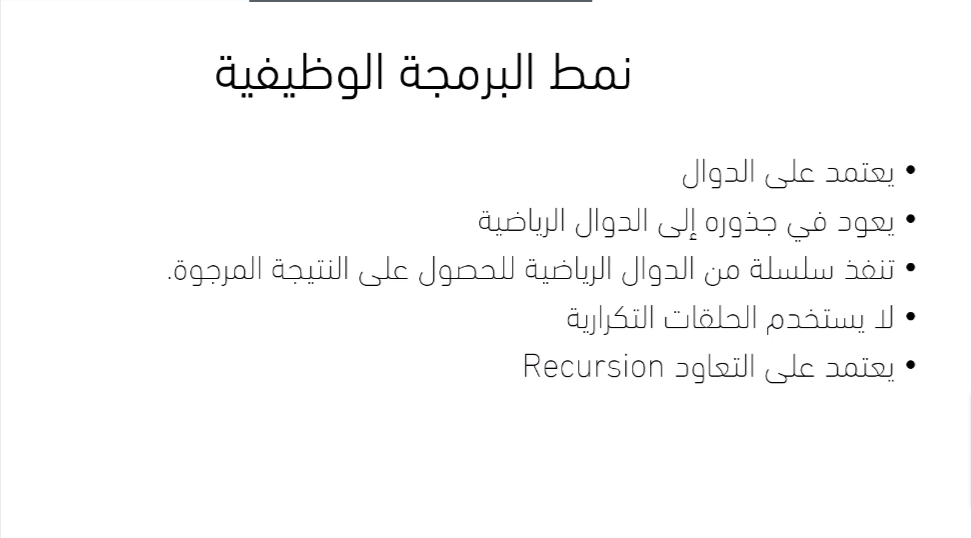 نمط البرمجة الوظيفية
• يعتمد على الدوال
• يعود في جذوره إلى الدوال الرياضية
• تنفذ سلسلة من الدوال الرياضية للحصول على النتيجة المرجوة.
• لا يستخدم الحلقات التكرارية
• يعتمد على التعاود Recursion